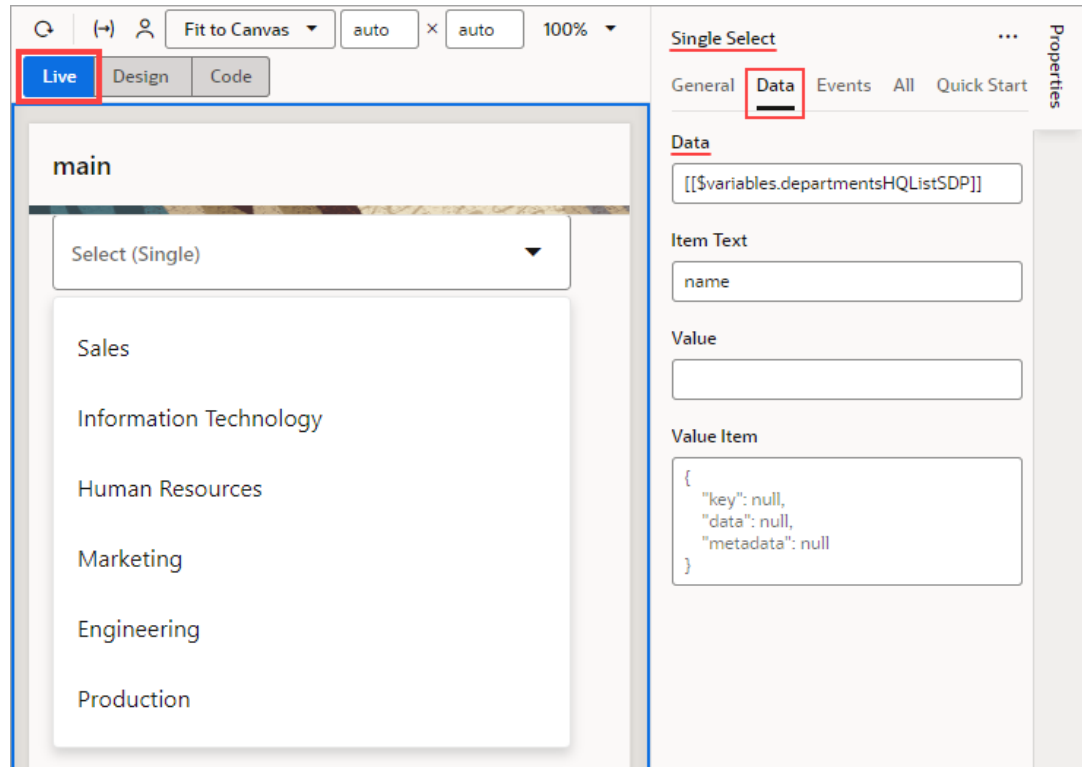 Fit to Canvas auto × auto 100%
Live Design Code
main
Select (Single)
Sales
Information Technology
Human Resources
Marketing
Engineering
Production
Single Select ...
General Data Events All Quick Start
Data
[[$variables.departmentsHQListSDP]]
Item Text
name
Value
Value Item
{
"key": null,
"data": null,
"metadata": null
}
Properties